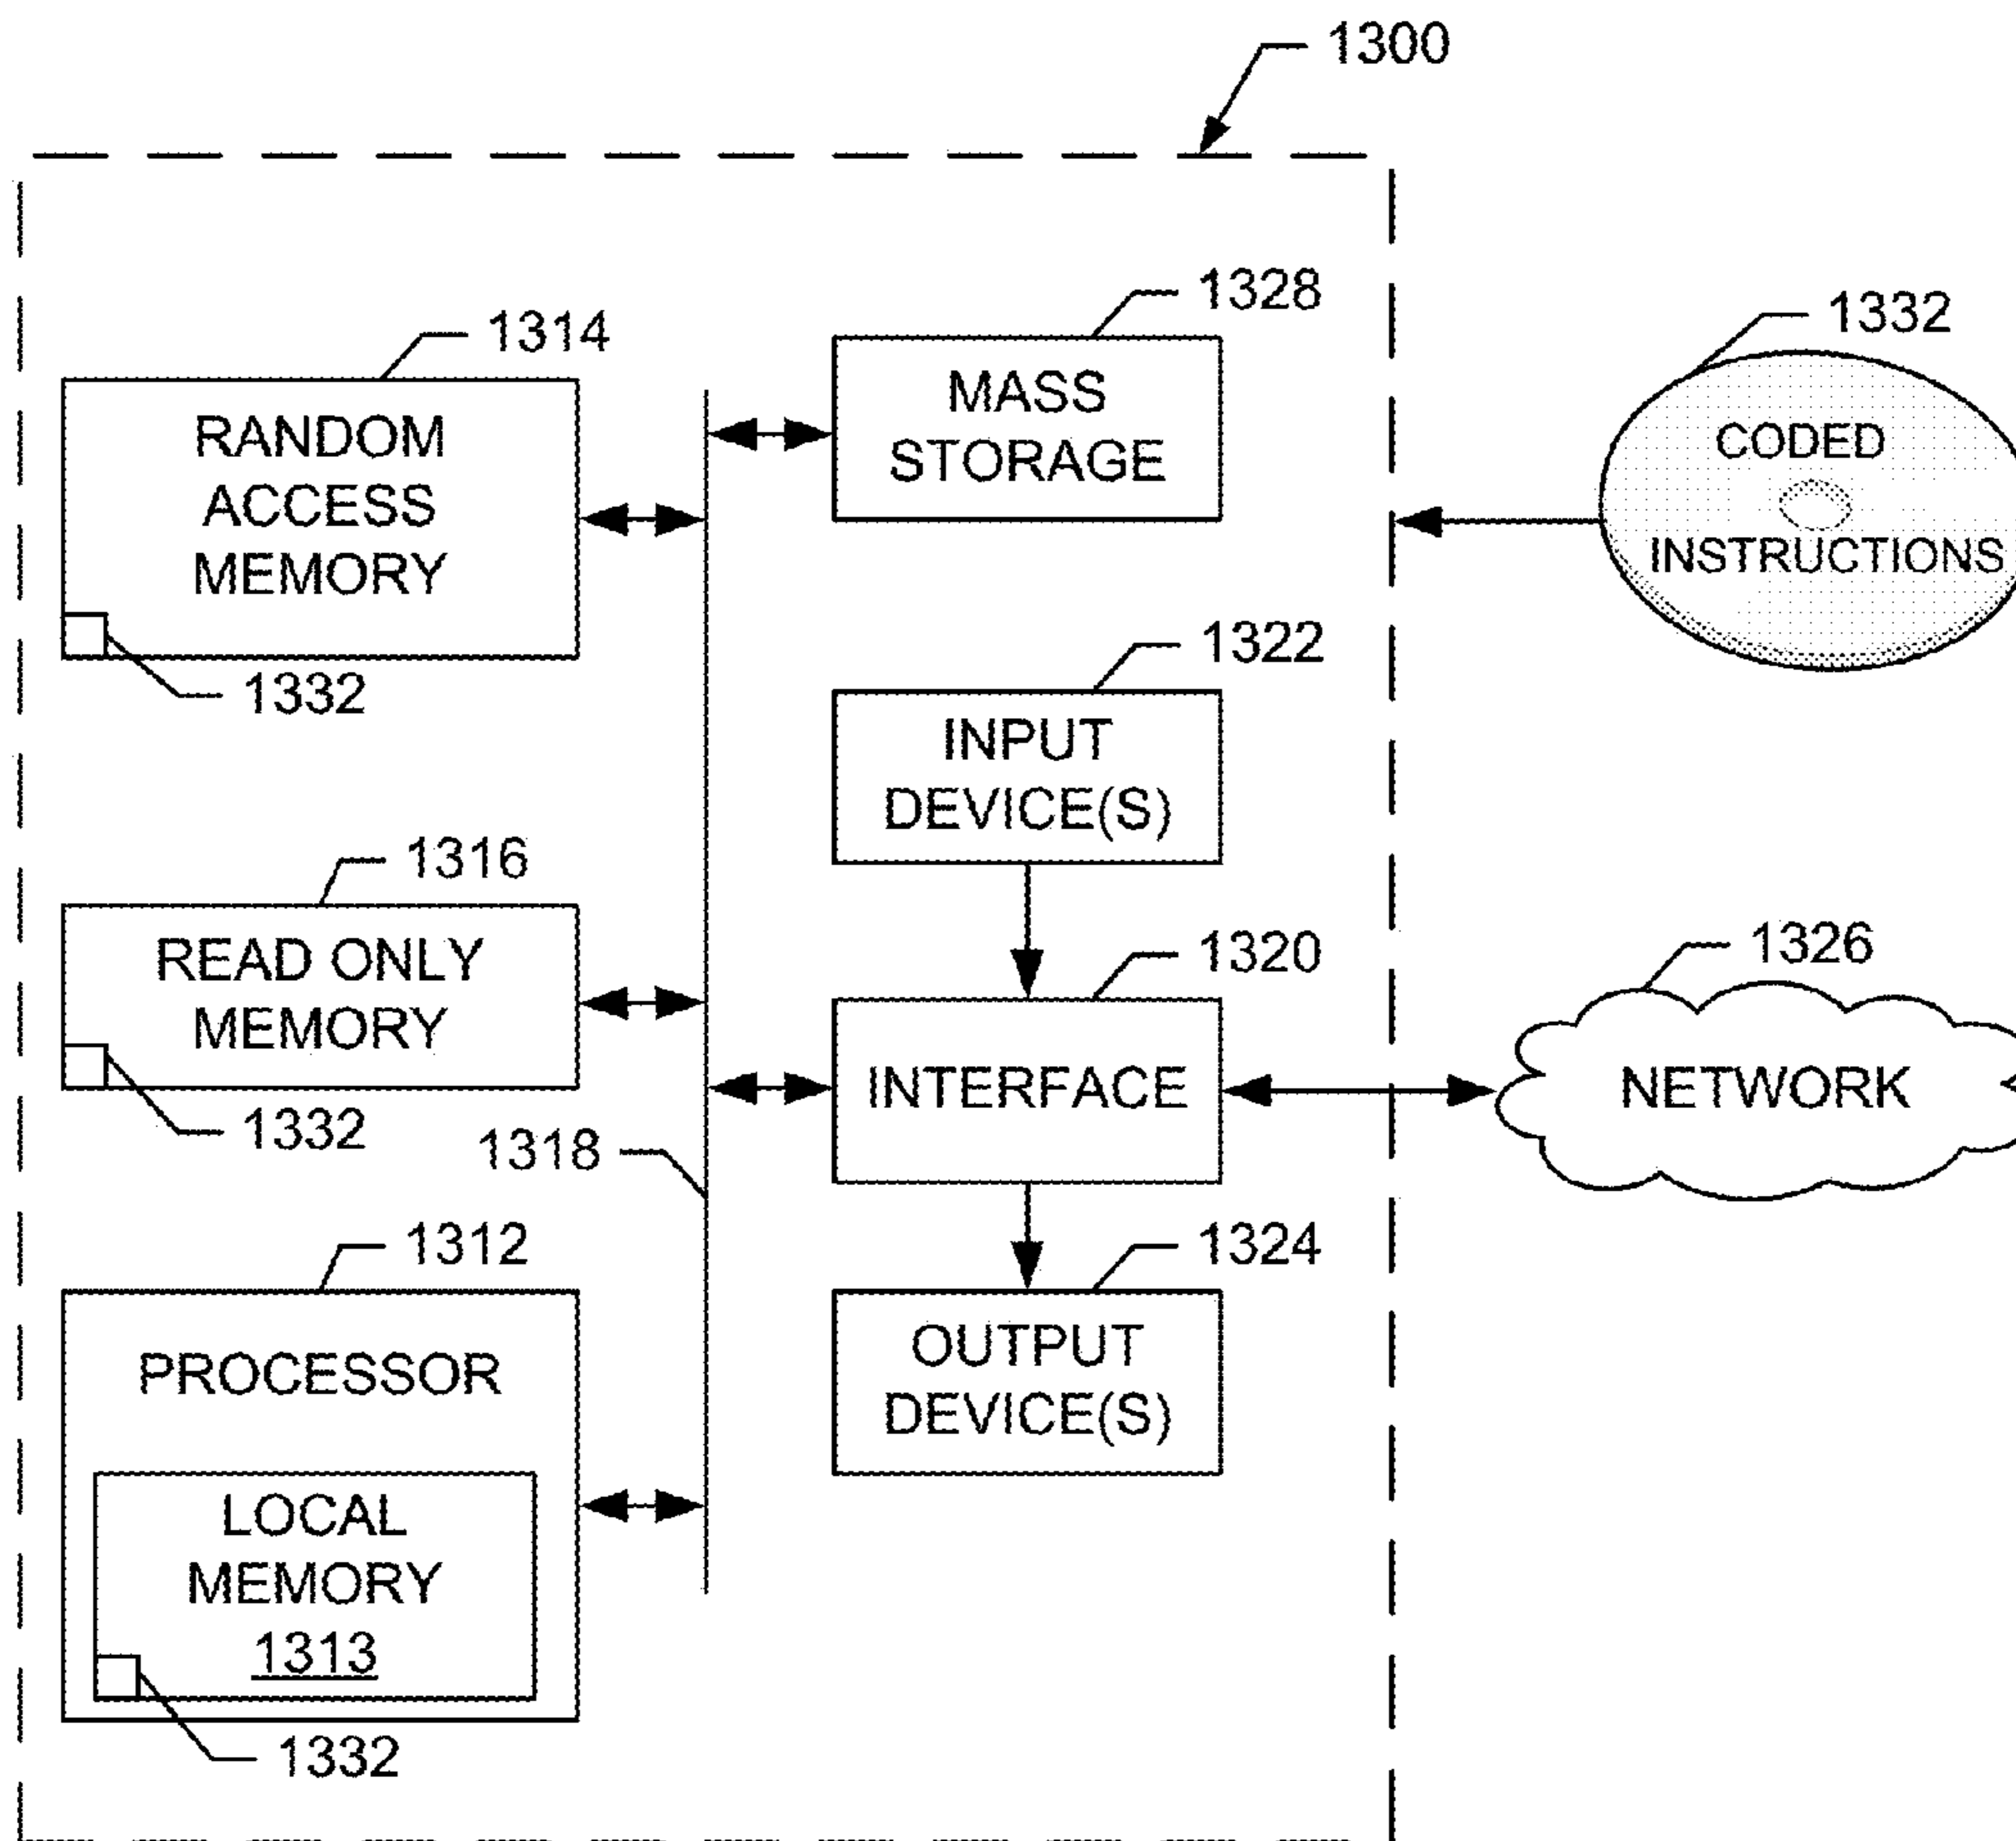 1300
1328
1314
1332
MASS
STORAGE
RANDOM
ACCESS
MEMORY
CODED
INSTRUCTIONS
1332
1322
INPUT
DEVICE(S)
1316
READ ONLY
MEMORY
1332
1320
INTERFACE
1326
NETWORK
1318
1312
PROCESSOR
LOCAL
MEMORY
1313
1332
1324
OUTPUT
DEVICE(S)